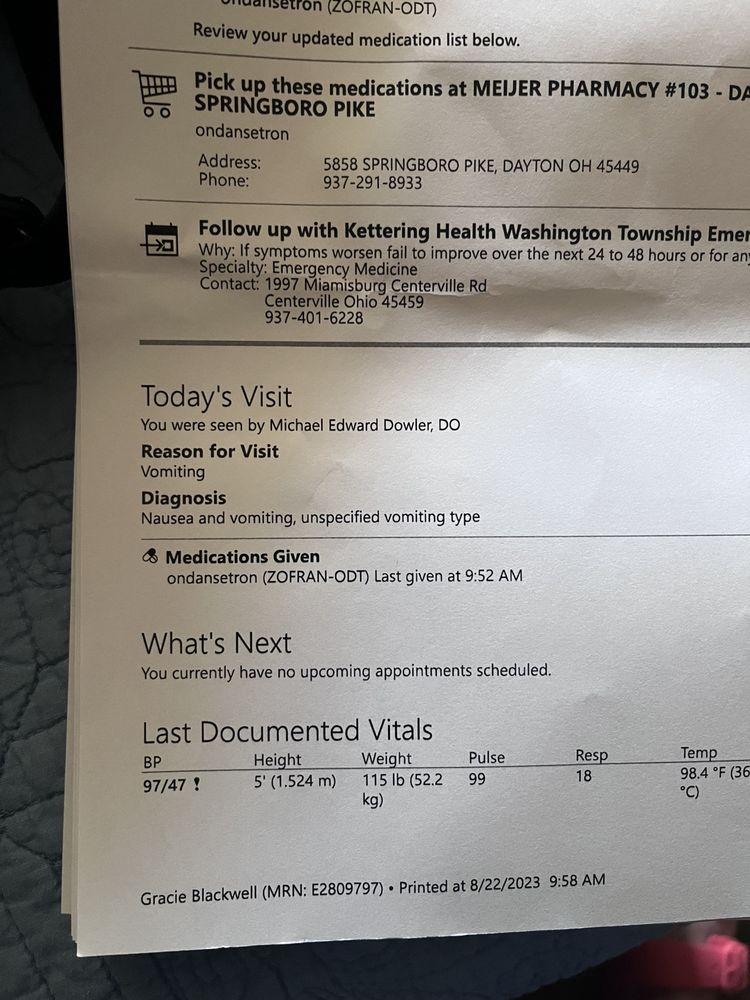 ondansetron (ZOFRAN-ODT)
Review your updated medication list below.
Pick up these medications at MEIJER PHARMACY #103 - DA
SPRINGBORO PIKE
ondansetron
Address: 5858 SPRINGBORO PIKE, DAYTON OH 45449
Phone: 937-291-8933
Follow up with Kettering Health Washington Township Emer
Why: If symptoms worsen fail to improve over the next 24 to 48 hours or for any
Specialty: Emergency Medicine
Contact: 1997 Miamisburg Centerville Rd
Centerville Ohio 45459
937-401-6228
Today's Visit
You were seen by Michael Edward Dowler, DO
Reason for Visit
Vomiting
Diagnosis
Nausea and vomiting, unspecified vomiting type
Medications Given
ondansetron (ZOFRAN-ODT) Last given at 9:52 AM
What's Next
You currently have no upcoming appointments scheduled.
Last Documented Vitals
BP Height Weight Pulse Resp Temp
97/47 ! 5' (1.524 m) 115 lb (52.2 99 18 98.4 °F (36
kg) °C)
Gracie Blackwell (MRN: E2809797) • Printed at 8/22/2023 9:58 AM